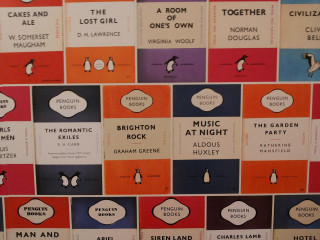 CAKES AND
ALE
W. SOMERSET
MAUGHAM
THE
LOST GIRL
D. H. LAWRENCE
A ROOM
OF
ONE'S OWN
VIRGINIA WOOLF
TOGETHER
NORMAN
DOUGLAS
CIVILIZA
CLIV
BEL
PENGUIN
BOOKS
THE
ROMANTIC
EXILES
E. H. CARR
PENGUIN
BOOKS
BRIGHTON
ROCK
GRAHAM GREENE
PENGUIN
BOOKS
MUSIC
AT NIGHT
ALDOUS
HUXLEY
PENGUIN
BOOKS
THE GARDEN
PARTY
KATHERINE
MANSFIELD
PENGUIN
BOOKS
MAN AND
PENGUIN
BOOKS
ARIEL
PENGUIN
BOOKS
SIREN LAND
PENGUIN
BOOKS
CHARLES LAMB
PENGUIN
BOOKS
HOTEL